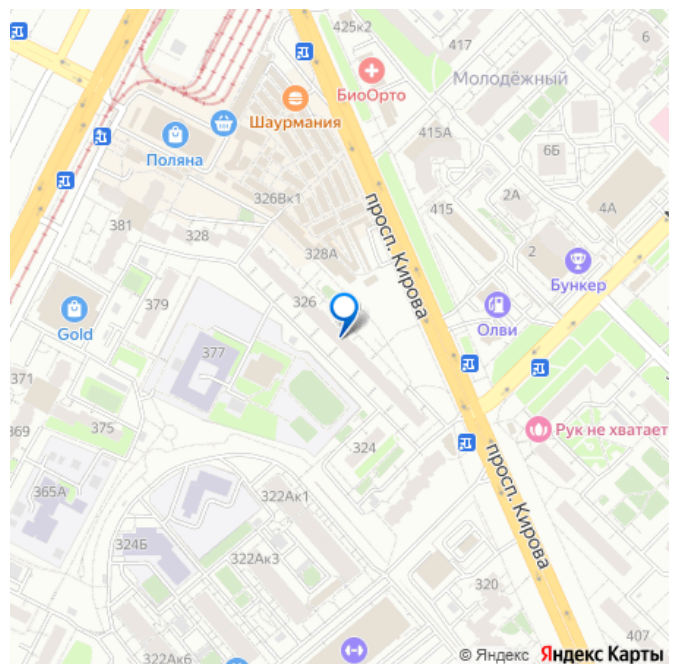 425к2
417
6
Молодёжный
БиоОрто
Шаурмания
415А
Поляна
6Б
326Вк1
просп. Кирова
2А
415
4А
381
328
328А
2
Бункер
379
326
Gold
Олви
377
371
375
369
Рук не хватает
324
просп. Кирова
365А
322Ак1
324Б
322Ак3
320
407
322Ак6
© Яндекс Яндекс Карты